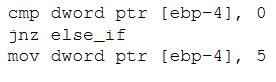 cmp dword ptr [ebp-4], 0
jnz else_if
mov dword ptr [ebp-4], 5